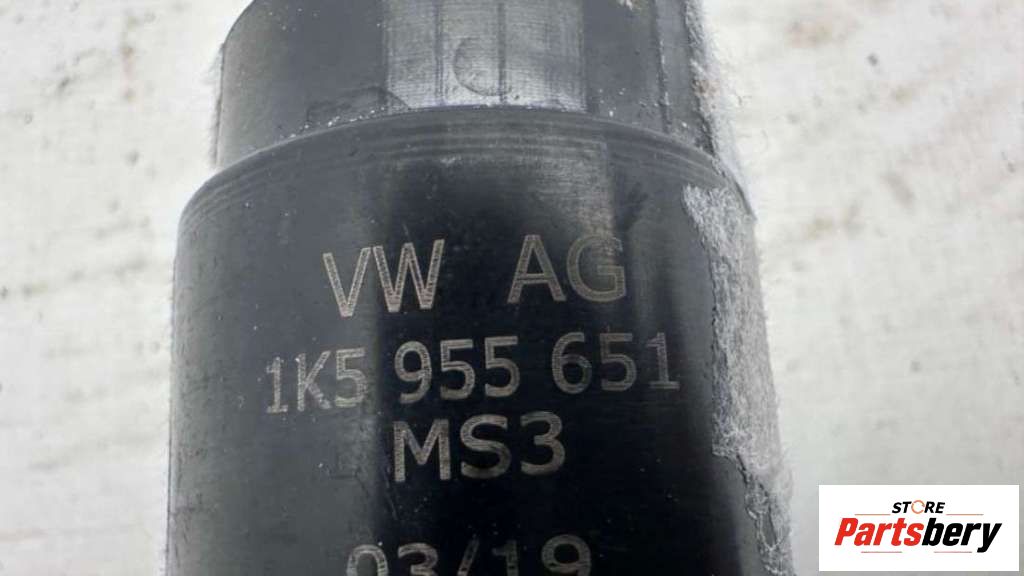 VW AG
1K5 955 651
MS3
03/19
STORE
Partsbery